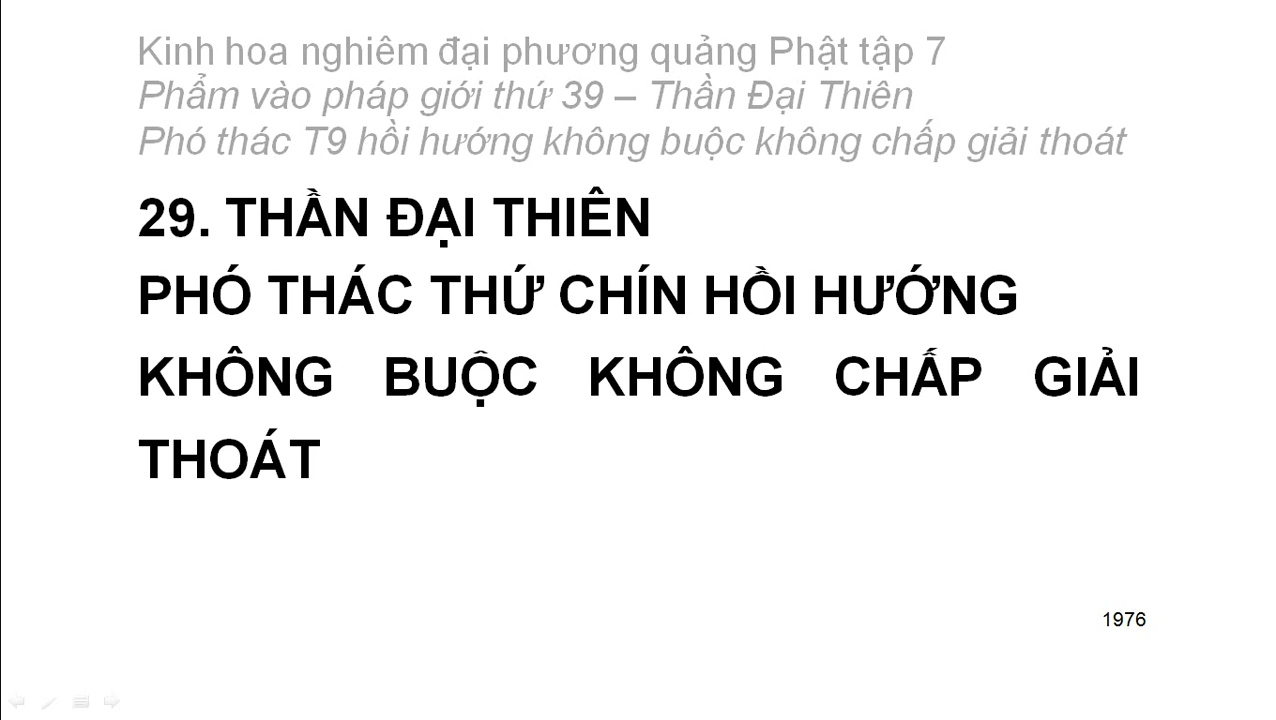 Kinh hoa nghiêm đại phương quảng Phật tập 7
Phẩm vào pháp giới thứ 39 – Thần Đại Thiên
Phó thác T9 hồi hướng không buộc không chấp giải thoát
29. THẦN ĐẠI THIÊN
PHÓ THÁC THỨ CHÍN HỒI HƯỚNG
KHÔNG BUỘC KHÔNG CHẤP GIẢI
THOÁT
1976